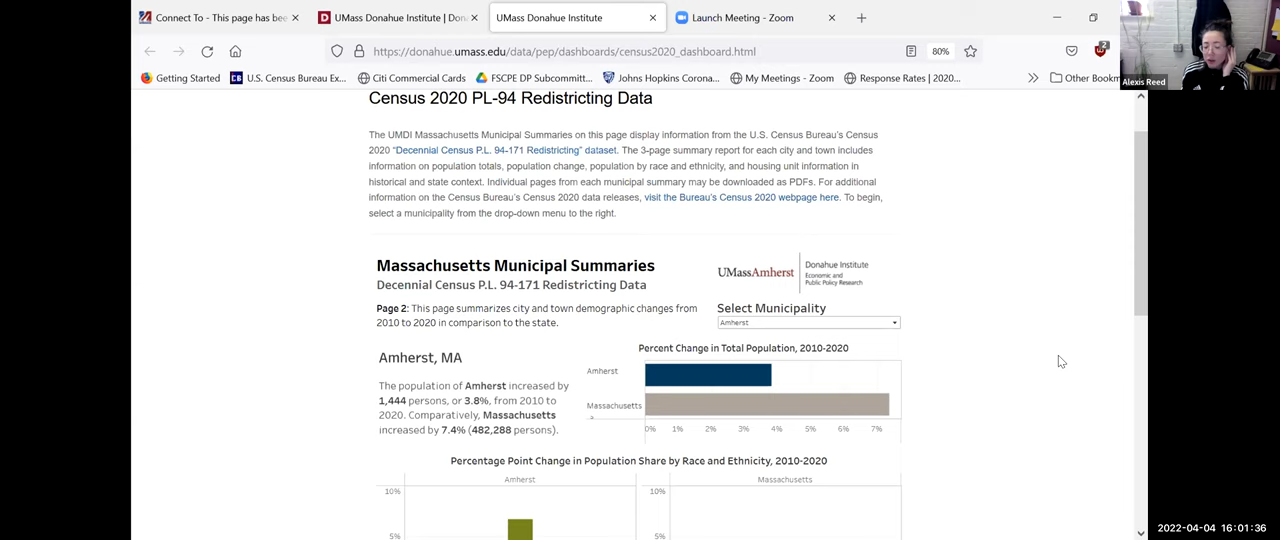 Connect To - This page has bee
UMass Donahue Institute | Don
UMass Donahue Institute
Launch Meeting - Zoom
https://donahue.umass.edu/data/pep/dashboards/census2020_dashboard.html
80%
2
Getting Started
U.S. Census Bureau Ex...
Citi Commercial Cards
FSCPE DP Subcommitt...
Johns Hopkins Corona...
My Meetings - Zoom
Response Rates | 2020...
Other Bookm
Alexis Reed
Census 2020 PL-94 Redistricting Data
The UMDI Massachusetts Municipal Summaries on this page display information from the U.S. Census Bureau's Census
2020 “Decennial Census P.L. 94-171 Redistricting” dataset. The 3-page summary report for each city and town includes
information on population totals, population change, population by race and ethnicity, and housing unit information in
historical and state context. Individual pages from each municipal summary may be downloaded as PDFs. For additional
information on the Census Bureau's Census 2020 data releases, visit the Bureau's Census 2020 webpage here. To begin,
select a municipality from the drop-down menu to the right.
Massachusetts Municipal Summaries
Decennial Census P.L. 94-171 Redistricting Data
UMassAmherst
Donahue Institute
Economic and
Public Policy Research
Page 2: This page summarizes city and town demographic changes from
2010 to 2020 in comparison to the state.
Select Municipality
Amherst
Amherst, MA
The population of Amherst increased by
1,444 persons, or 3.8%, from 2010 to
2020. Comparatively, Massachusetts
increased by 7.4% (482,288 persons).
Percent Change in Total Population, 2010-2020
Amherst
Massachusetts
0% 1% 2% 3% 4% 5% 6% 7%
Percentage Point Change in Population Share by Race and Ethnicity, 2010-2020
Amherst
Massachusetts
10%
10%
5%
5%
2022-04-04 16:01:36